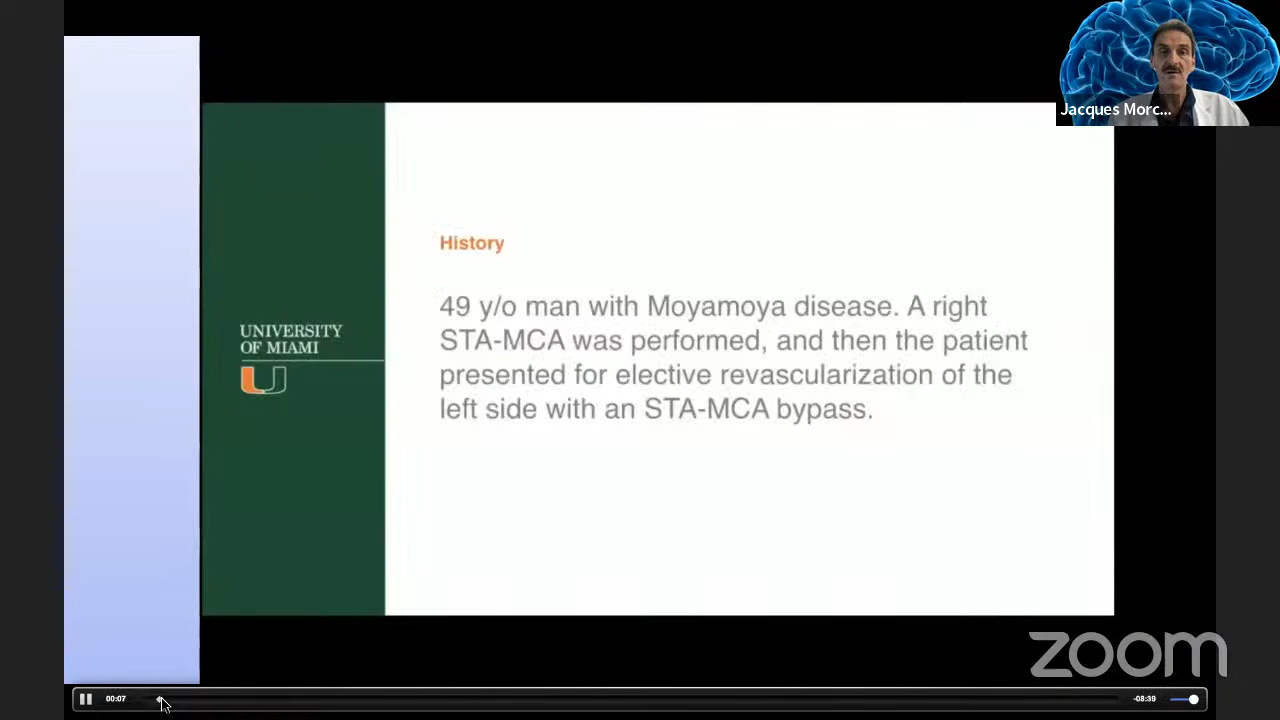 Jacques Morc...
History
49 y/o man with Moyamoya disease. A right
STA-MCA was performed, and then the patient
presented for elective revascularization of the
left side with an STA-MCA bypass.
UNIVERSITY
OF MIAMI
zoom
00:07
-08:39